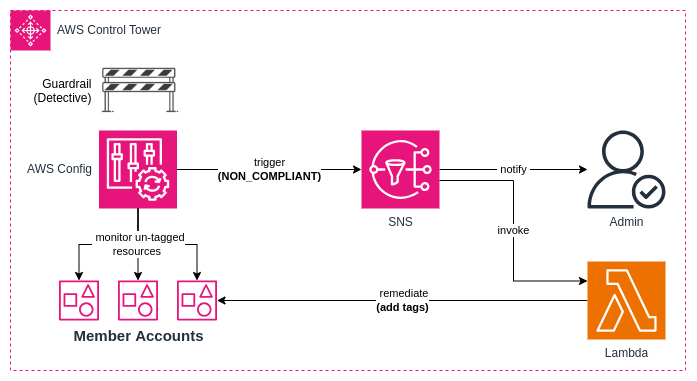 AWS Control Tower
Guardrail
(Detective)
AWS Config
trigger
(NON_COMPLIANT)
SNS
notify
Admin
invoke
monitor un-tagged
resources
Member Accounts
remediate
(add tags)
Lambda